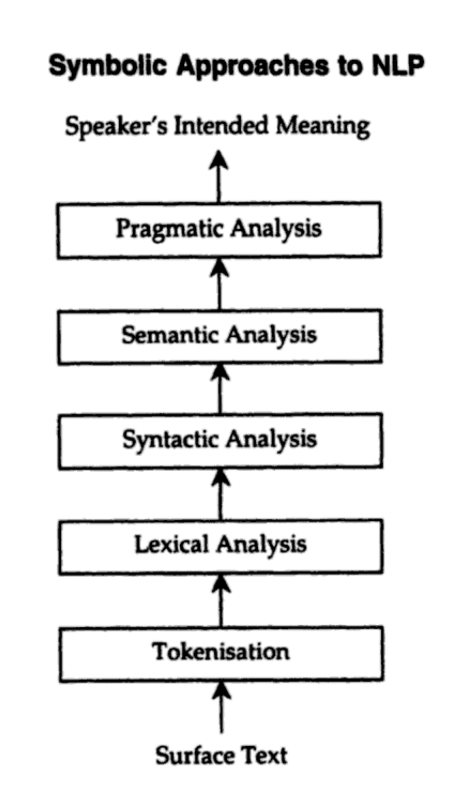 Symbolic Approaches to NLP
Speaker's Intended Meaning
Pragmatic Analysis
Semantic Analysis
Syntactic Analysis
Lexical Analysis
Tokenisation
Surface Text